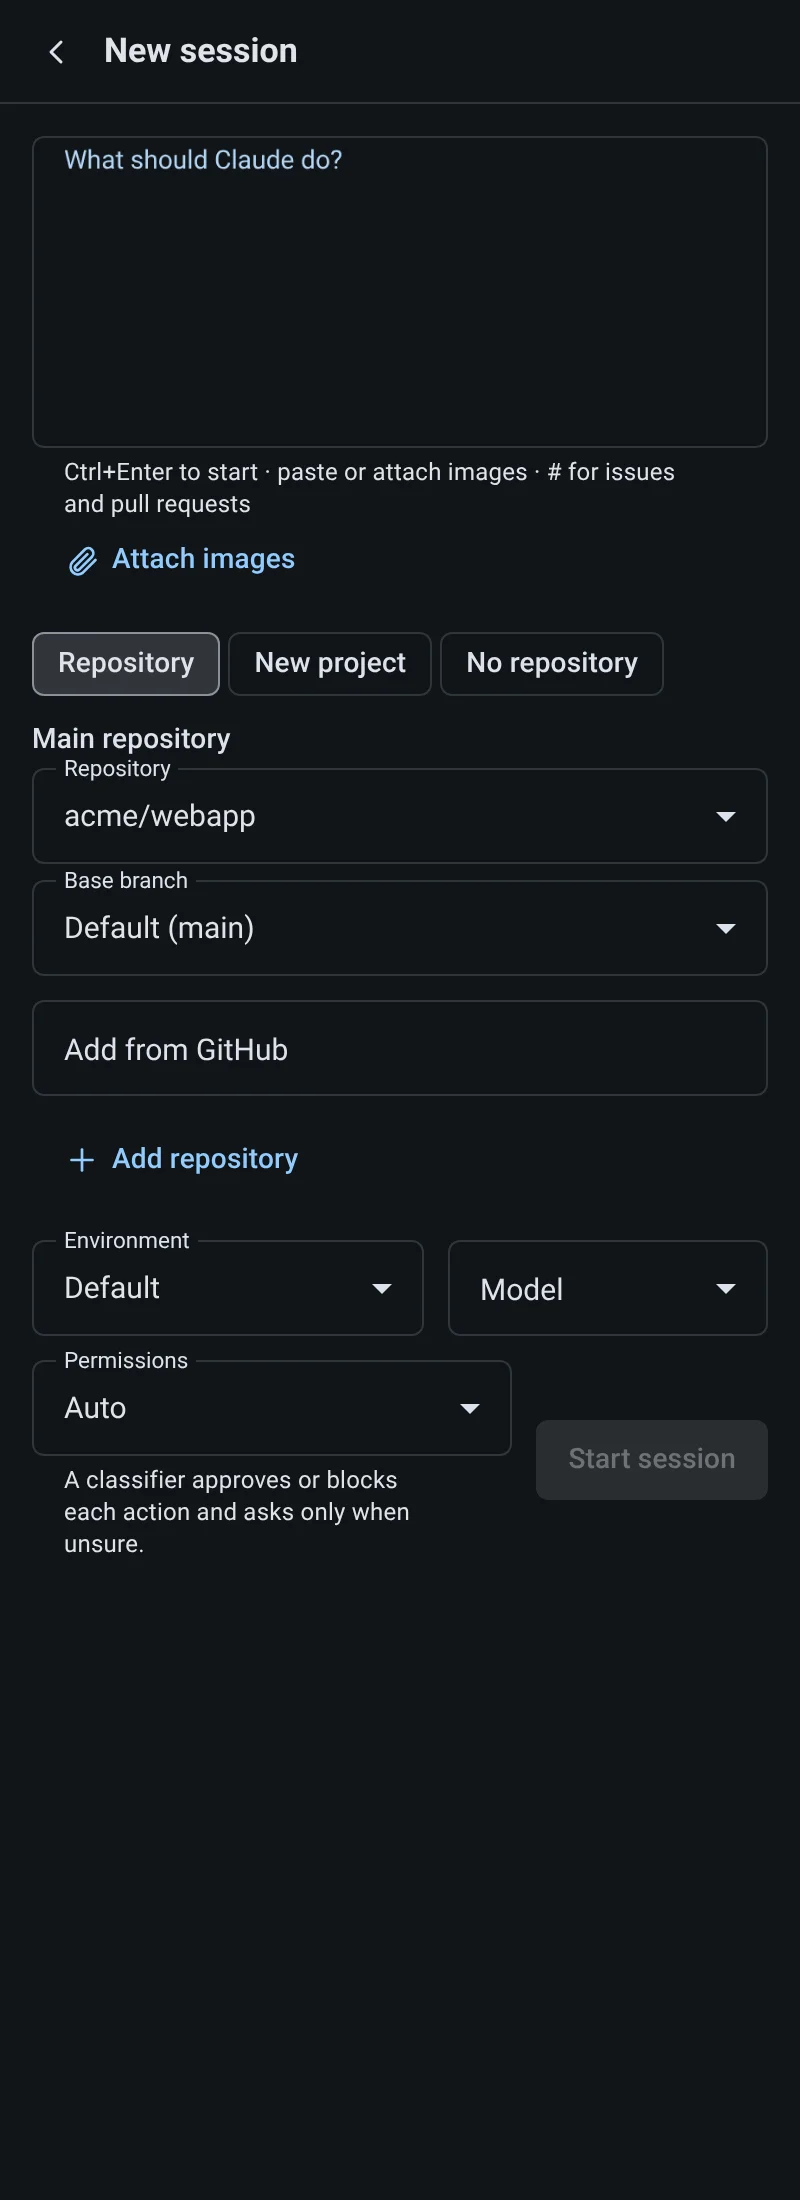 New session
What should Claude do?
Ctrl+Enter to start · paste or attach images · # for issues
and pull requests
Attach images
Repository
New project
No repository
Main repository
Repository
acme/webapp
Base branch
Default (main)
Add from GitHub
Add repository
Environment
Default
Model
Permissions
Auto
Start session
A classifier approves or blocks
each action and asks only when
unsure.